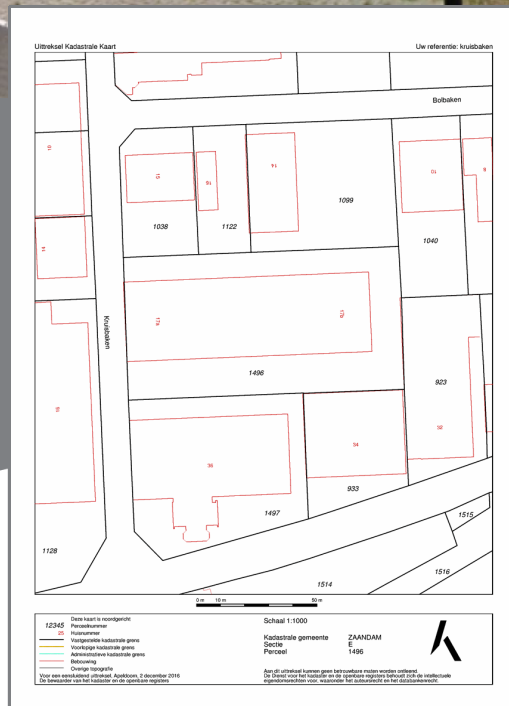 Uittreksel Kadastrale Kaart
Uw referentie: kruisbaken
Bolbaken
15
16
14
10
8
1038
1122
1099
1040
Kruisbaken
17a
17b
1496
923
32
36
34
933
1497
1128
1514
1515
1516
0 m 10 m 50 m
Deze kaart is noordgericht
12345 Perceelnummer
25 Huisnummer
Vastgestelde kadastrale grens
Voorlopige kadastrale grens
Administratieve kadastrale grens
Bebouwing
Overige topografie
Voor een eensluidend uittreksel, Apeldoorn, 2 december 2016
De bewaarder van het kadaster en de openbare registers
Schaal 1:1000
Kadastrale gemeente ZAANDAM
Sectie E
Perceel 1496
Aan dit uittreksel kunnen geen betrouwbare maten worden ontleend.
De Dienst voor het kadaster en de openbare registers behoudt zich de intellectuele
eigendomsrechten voor, waaronder het auteursrecht en het databankenrecht.